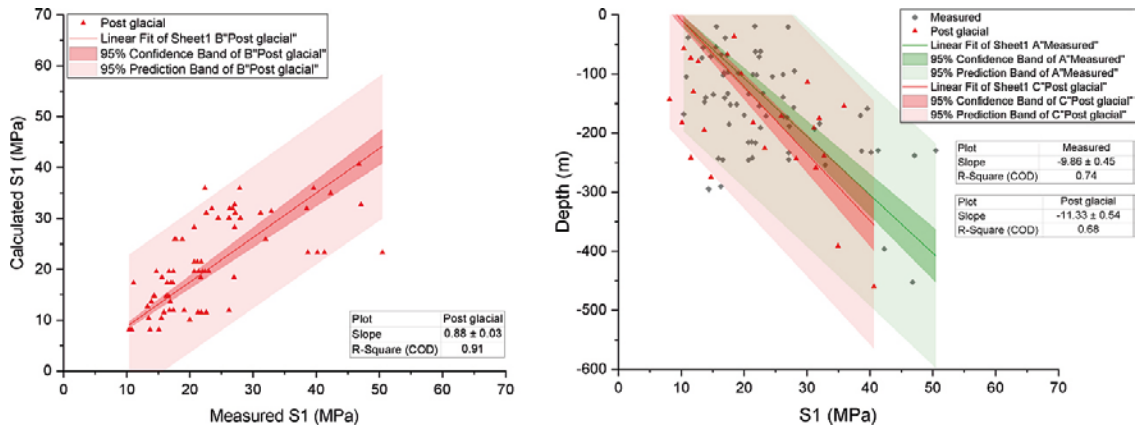 Post glacial
Linear Fit of Sheet1 B"Post glacial"
95% Confidence Band of B"Post glacial"
95% Prediction Band of B"Post glacial"
70
60
50
40
30
20
10
0
Calculated S1 (MPa)
0 10 20 30 40 50 60 70
Measured S1 (MPa)
Plot Post glacial
Slope 0.88 ± 0.03
R-Square (COD) 0.91
Measured
Post glacial
Linear Fit of Sheet1 A"Measured"
95% Confidence Band of A"Measured"
95% Prediction Band of A"Measured"
Linear Fit of Sheet1 C"Post glacial"
95% Confidence Band of C"Post glacial"
95% Prediction Band of C"Post glacial"
Plot Measured
Slope -9.86 ± 0.45
R-Square (COD) 0.74
Plot Post glacial
Slope -11.33 ± 0.54
R-Square (COD) 0.68
0
-100
-200
-300
-400
-500
-600
Depth (m)
0 10 20 30 40 50 60 70
S1 (MPa)